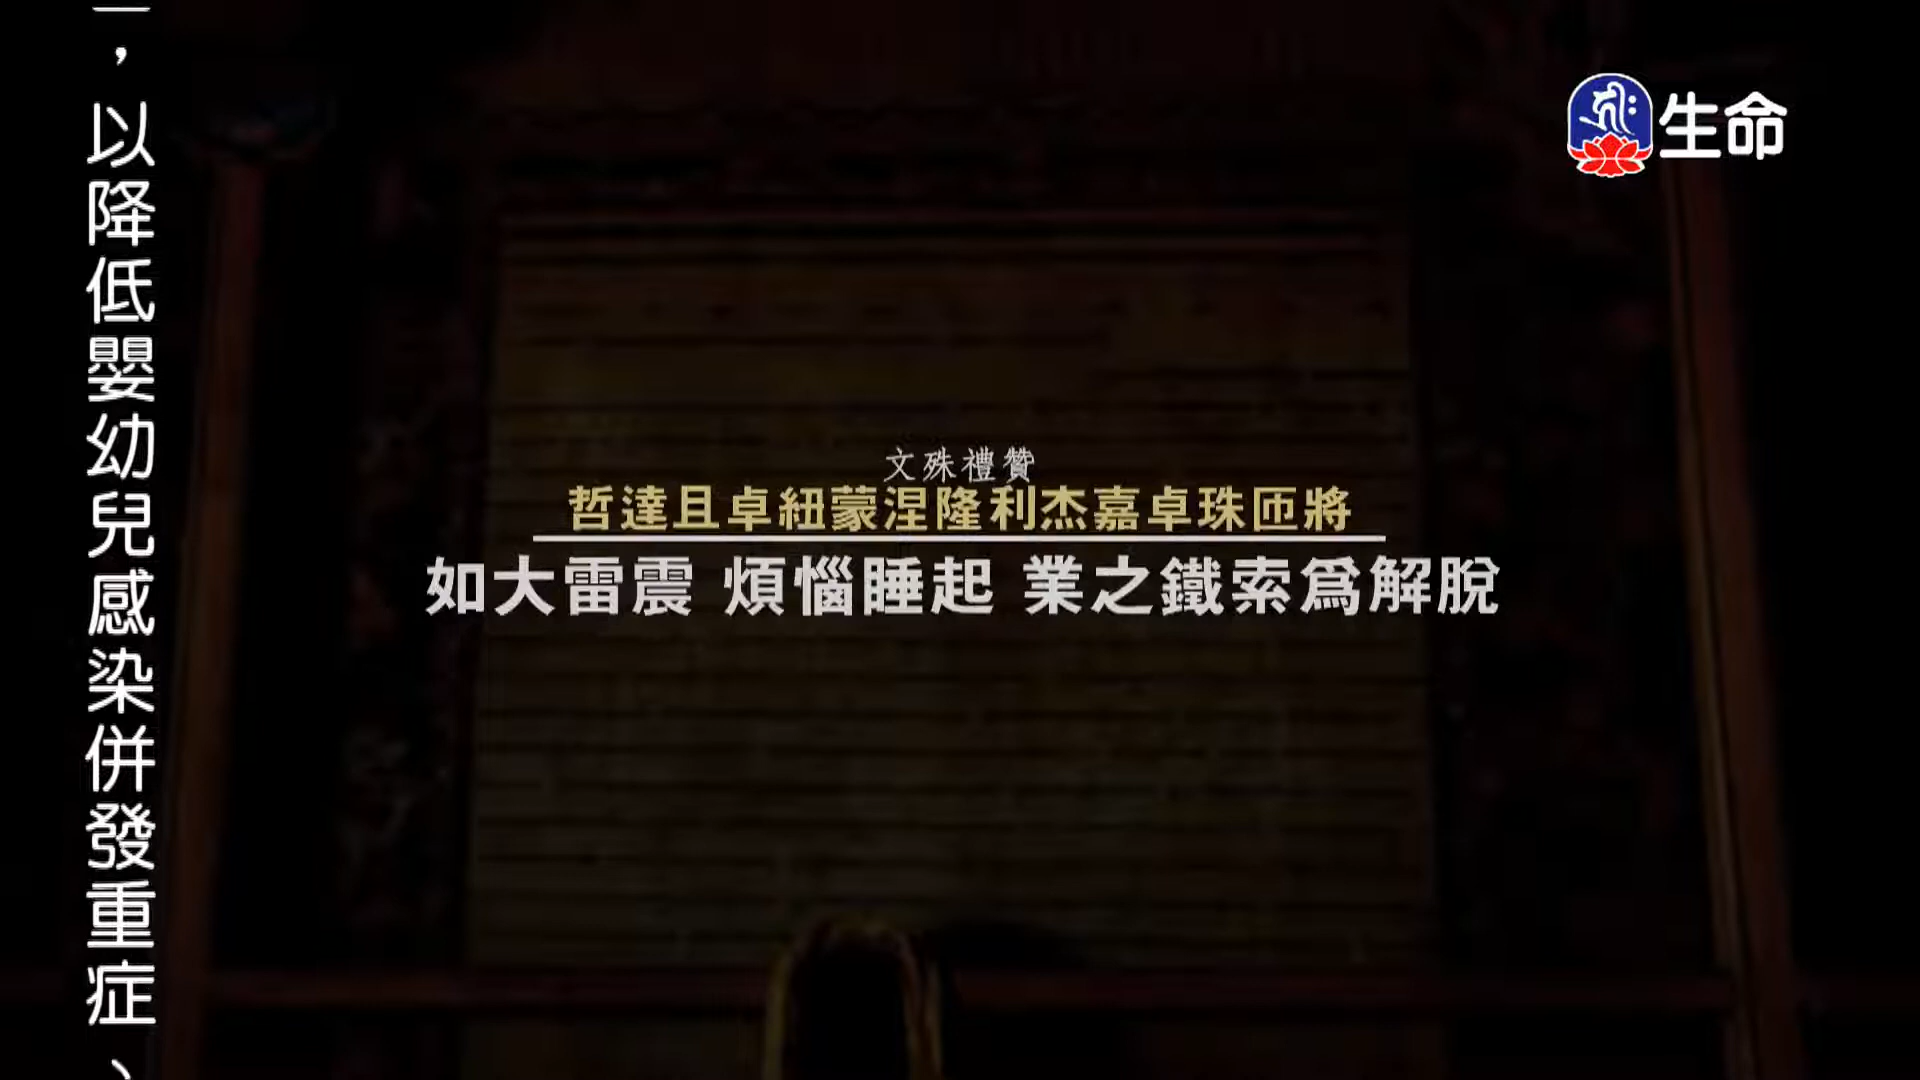 ，以降低嬰幼兒感染併發重症、
生命
文殊禮贊
哲達且卓紐蒙涅隆利杰嘉卓珠匝將
如大雷震 煩惱睡起 業之鐵索爲解脫